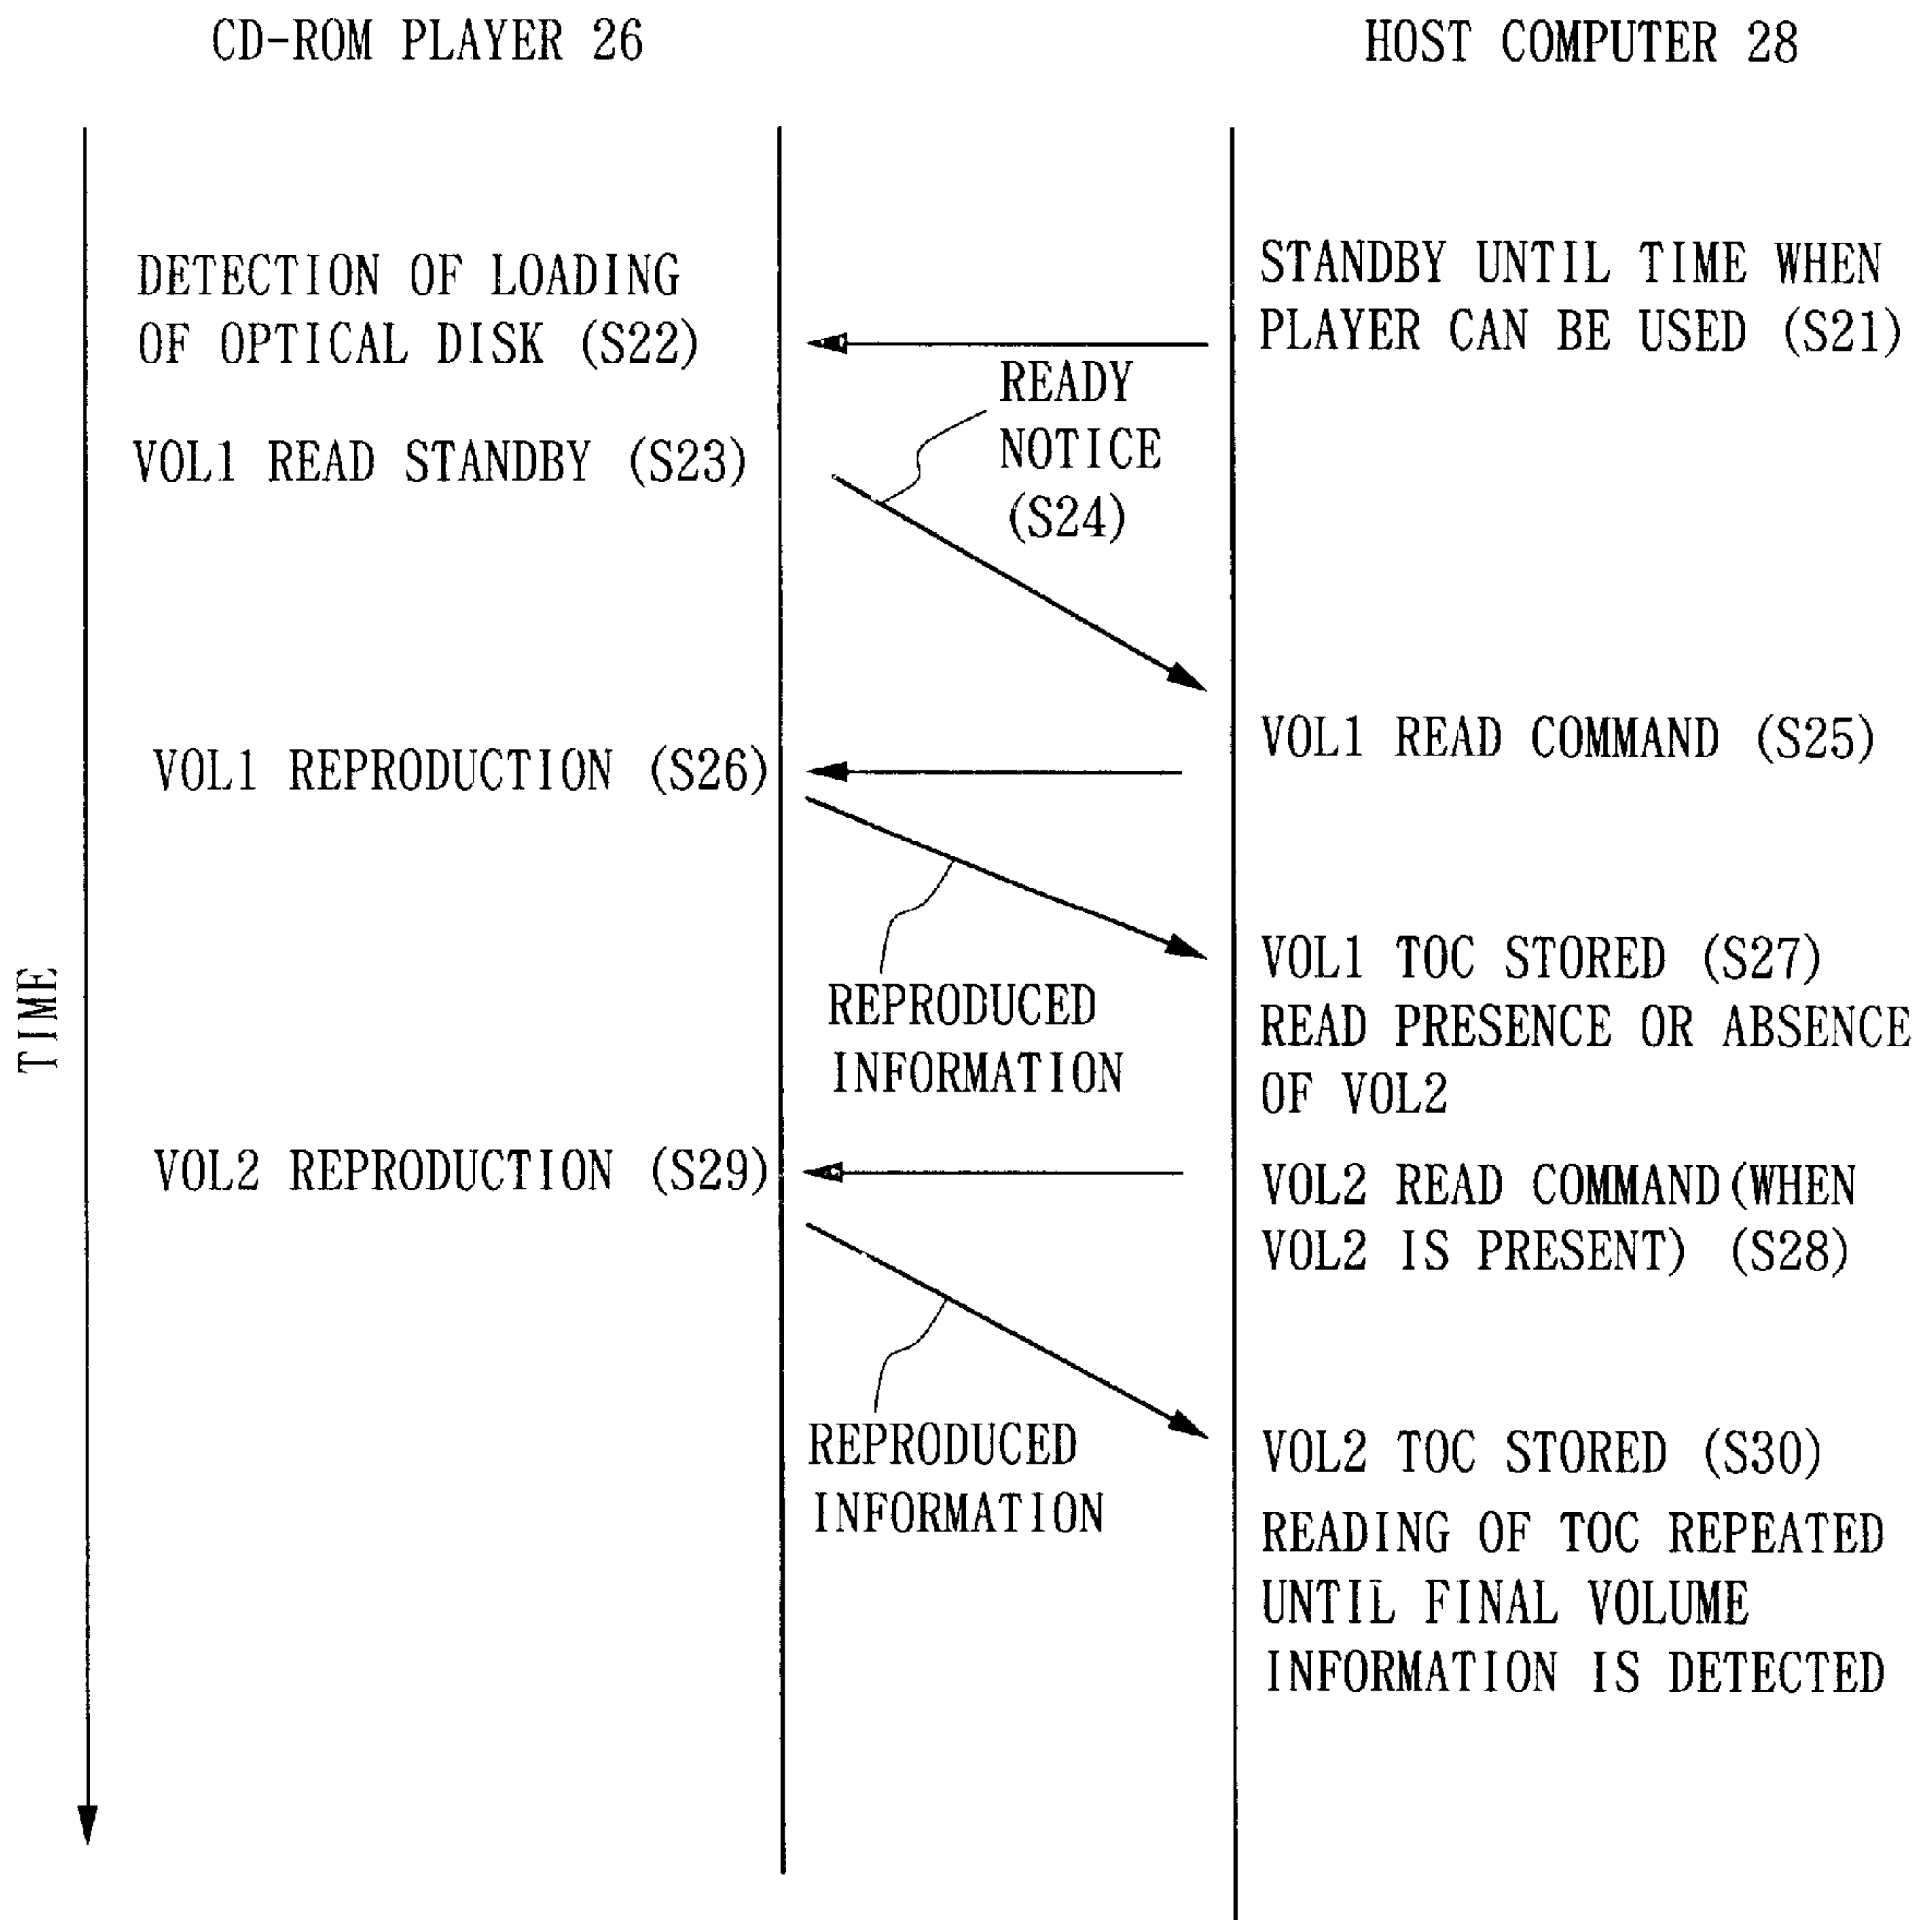 CD-ROM PLAYER 26
HOST COMPUTER 28
DETECTION OF LOADING
OF OPTICAL DISK (S22)
STANDBY UNTIL TIME WHEN
PLAYER CAN BE USED (S21)
READY
NOTICE
(S24)
VOL1 READ STANDBY (S23)
VOL1 READ COMMAND (S25)
VOL1 REPRODUCTION (S26)
VOL1 TOC STORED (S27)
READ PRESENCE OR ABSENCE
OF VOL2
REPRODUCED
INFORMATION
TIME
VOL2 REPRODUCTION (S29)
VOL2 READ COMMAND(WHEN
VOL2 IS PRESENT) (S28)
REPRODUCED
INFORMATION
VOL2 TOC STORED (S30)
READING OF TOC REPEATED
UNTIL FINAL VOLUME
INFORMATION IS DETECTED